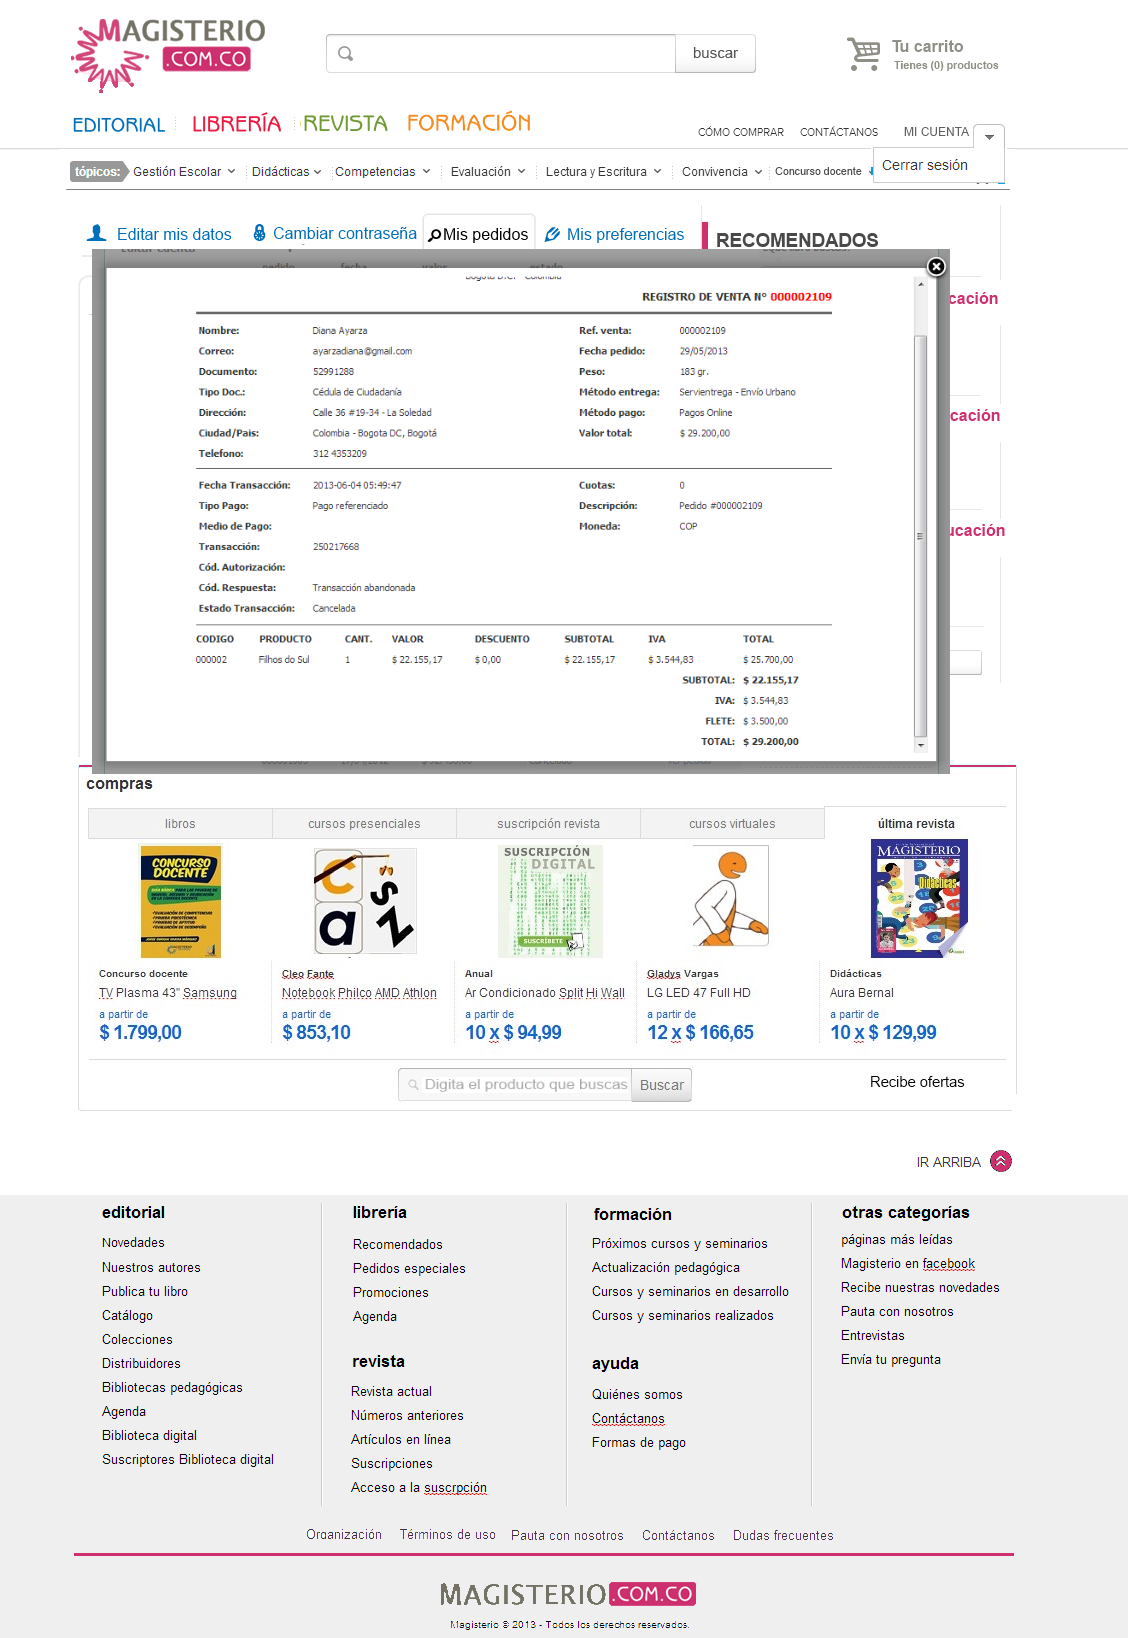 MAGISTERIO
.COM.CO
buscar
Tu carrito
Tienes (0) productos
EDITORIAL LIBRERÍA REVISTA FORMACIÓN
CÓMO COMPRAR CONTÁCTANOS MI CUENTA
Cerrar sesión
tópicos: Gestión Escolar Didácticas Competencias Evaluación Lectura y Escritura Convivencia Concurso docente
Editar mis datos Cambiar contraseña Mis pedidos Mis preferencias RECOMENDADOS
pedido fecha valor estado
Bogotá D.C. Colombia
REGISTRO DE VENTA N° 000002109
cación
Nombre: Diana Ayarza Ref. venta: 000002109
Correo: ayarzadiana@gmail.com Fecha pedido: 29/05/2013
Documento: 52991288 Peso: 183 gr.
Tipo Doc.: Cédula de Ciudadanía Método entrega: Servientrega - Envío Urbano
Dirección: Calle 36 #19-34 - La Soledad Método pago: Pagos Online
cación
Ciudad/Pais: Colombia - Bogota DC, Bogotá Valor total: $ 29.200,00
Telefono: 312 4353209
Fecha Transacción: 2013-06-04 05:49:47 Cuotas: 0
Tipo Pago: Pago referenciado Descripción: Pedido #000002109
Medio de Pago: Moneda: COP
ucación
Transacción: 250217668
Cód. Autorización:
Cód. Respuesta: Transacción abandonada
Estado Transacción: Cancelada
CODIGO PRODUCTO CANT. VALOR DESCUENTO SUBTOTAL IVA TOTAL
000002 Filhos do Sul 1 $ 22.155,17 $ 0,00 $ 22.155,17 $ 3.544,83 $ 25.700,00
SUBTOTAL: $ 22.155,17
IVA: $ 3.544,83
FLETE: $ 3.500,00
TOTAL: $ 29.200,00
compras
libros cursos presenciales suscripción revista cursos virtuales última revista
CONCURSO
DOCENTE
SUSCRIPCIÓN
DIGITAL
SUSCRIBETE
MAGISTERIO
Didácticas
Concurso docente Cleo Fante Anual Gladys Vargas Didácticas
TV Plasma 43" Samsung Notebook Philco AMD Athlon Ar Condicionado Split Hi Wall LG LED 47 Full HD Aura Bernal
a partir de a partir de a partir de a partir de a partir de
$ 1.799,00 $ 853,10 10 x $ 94,99 12 x $ 166,65 10 x $ 129,99
Digita el producto que buscas Buscar Recibe ofertas
IR ARRIBA
editorial
Novedades
Nuestros autores
Publica tu libro
Catálogo
Colecciones
Distribuidores
Bibliotecas pedagógicas
Agenda
Biblioteca digital
Suscriptores Biblioteca digital
librería
Recomendados
Pedidos especiales
Promociones
Agenda
revista
Revista actual
Números anteriores
Artículos en línea
Suscripciones
Acceso a la suscrpción
formación
Próximos cursos y seminarios
Actualización pedagógica
Cursos y seminarios en desarrollo
Cursos y seminarios realizados
ayuda
Quiénes somos
Contáctanos
Formas de pago
otras categorías
páginas más leídas
Magisterio en facebook
Recibe nuestras novedades
Pauta con nosotros
Entrevistas
Envía tu pregunta
Organización Términos de uso Pauta con nosotros Contáctanos Dudas frecuentes
MAGISTERIO .COM.CO
Magisterio © 2013 - Todos los derechos reservados.